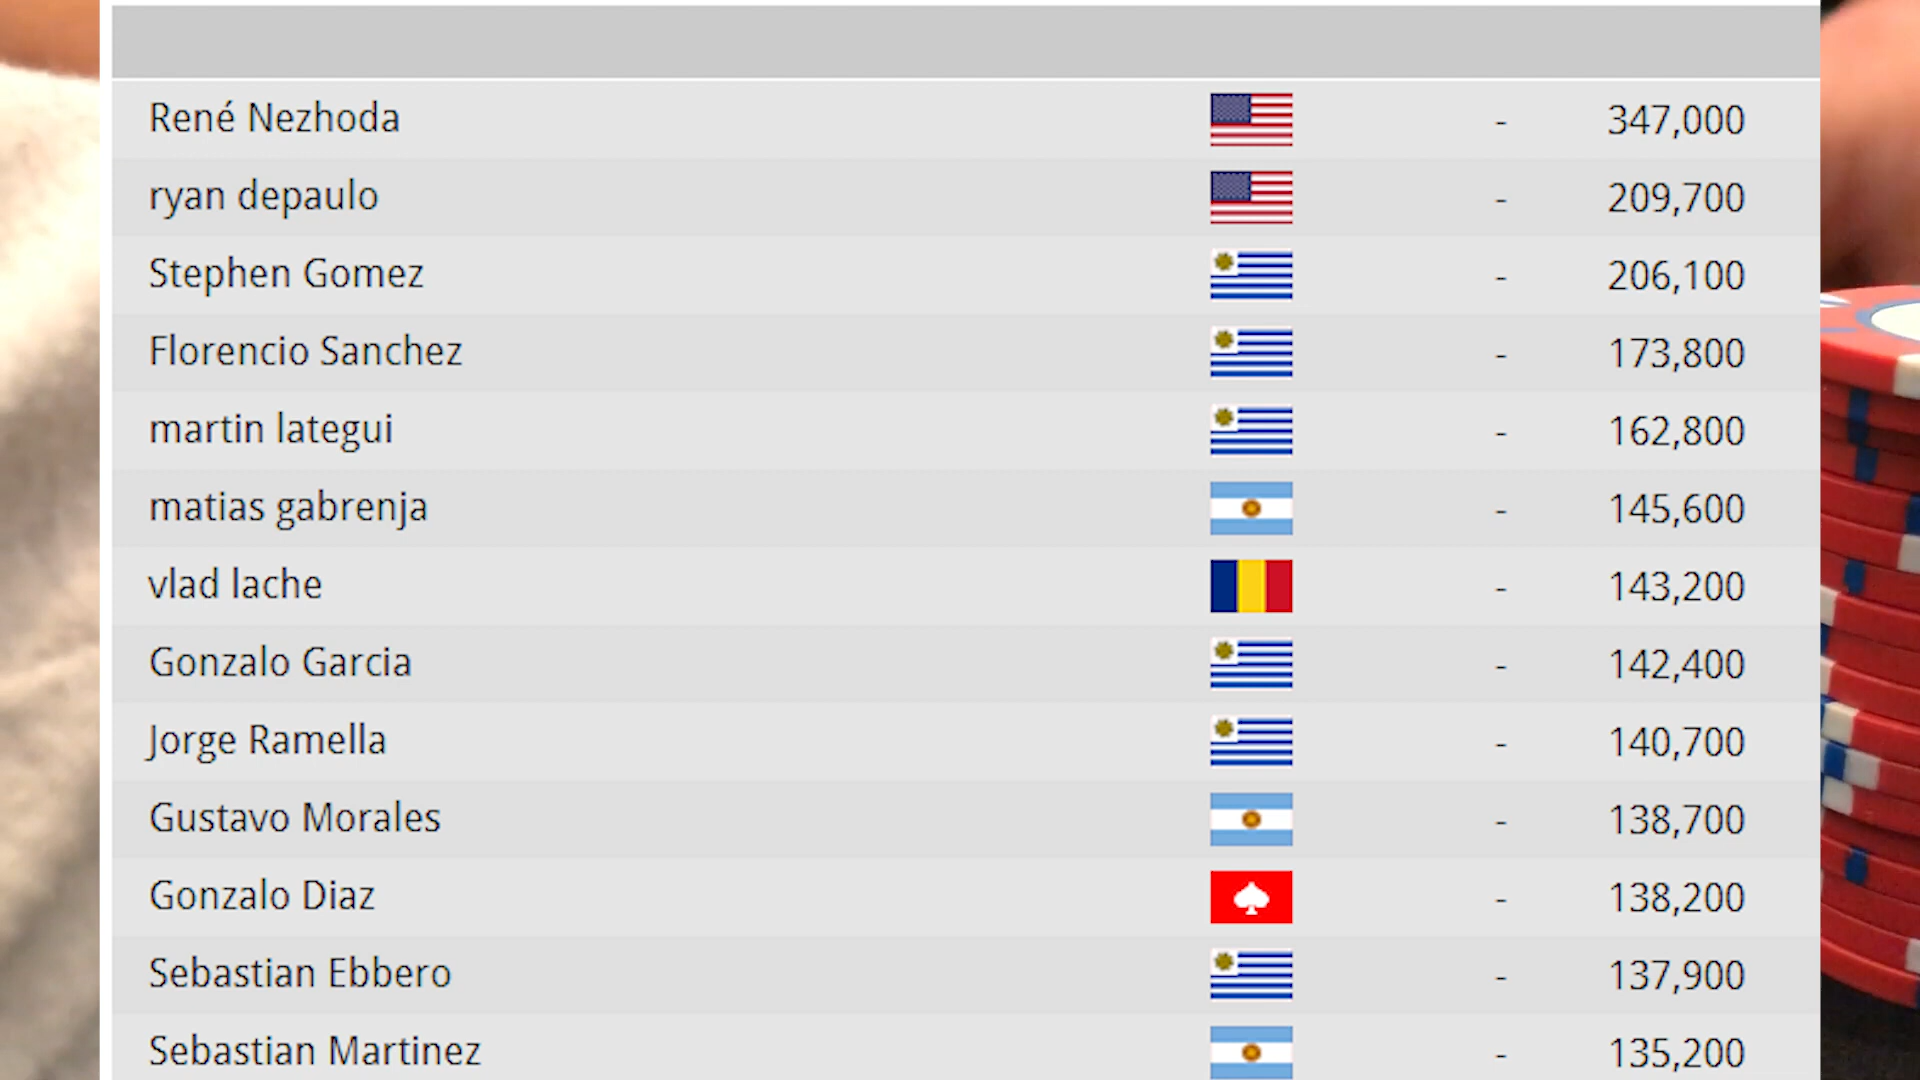 René Nezhoda - 347,000
ryan depaulo - 209,700
Stephen Gomez - 206,100
Florencio Sanchez - 173,800
martin lategui - 162,800
matias gabrenja - 145,600
vlad lache - 143,200
Gonzalo Garcia - 142,400
Jorge Ramella - 140,700
Gustavo Morales - 138,700
Gonzalo Diaz - 138,200
Sebastian Ebbero - 137,900
Sebastian Martinez - 135,200